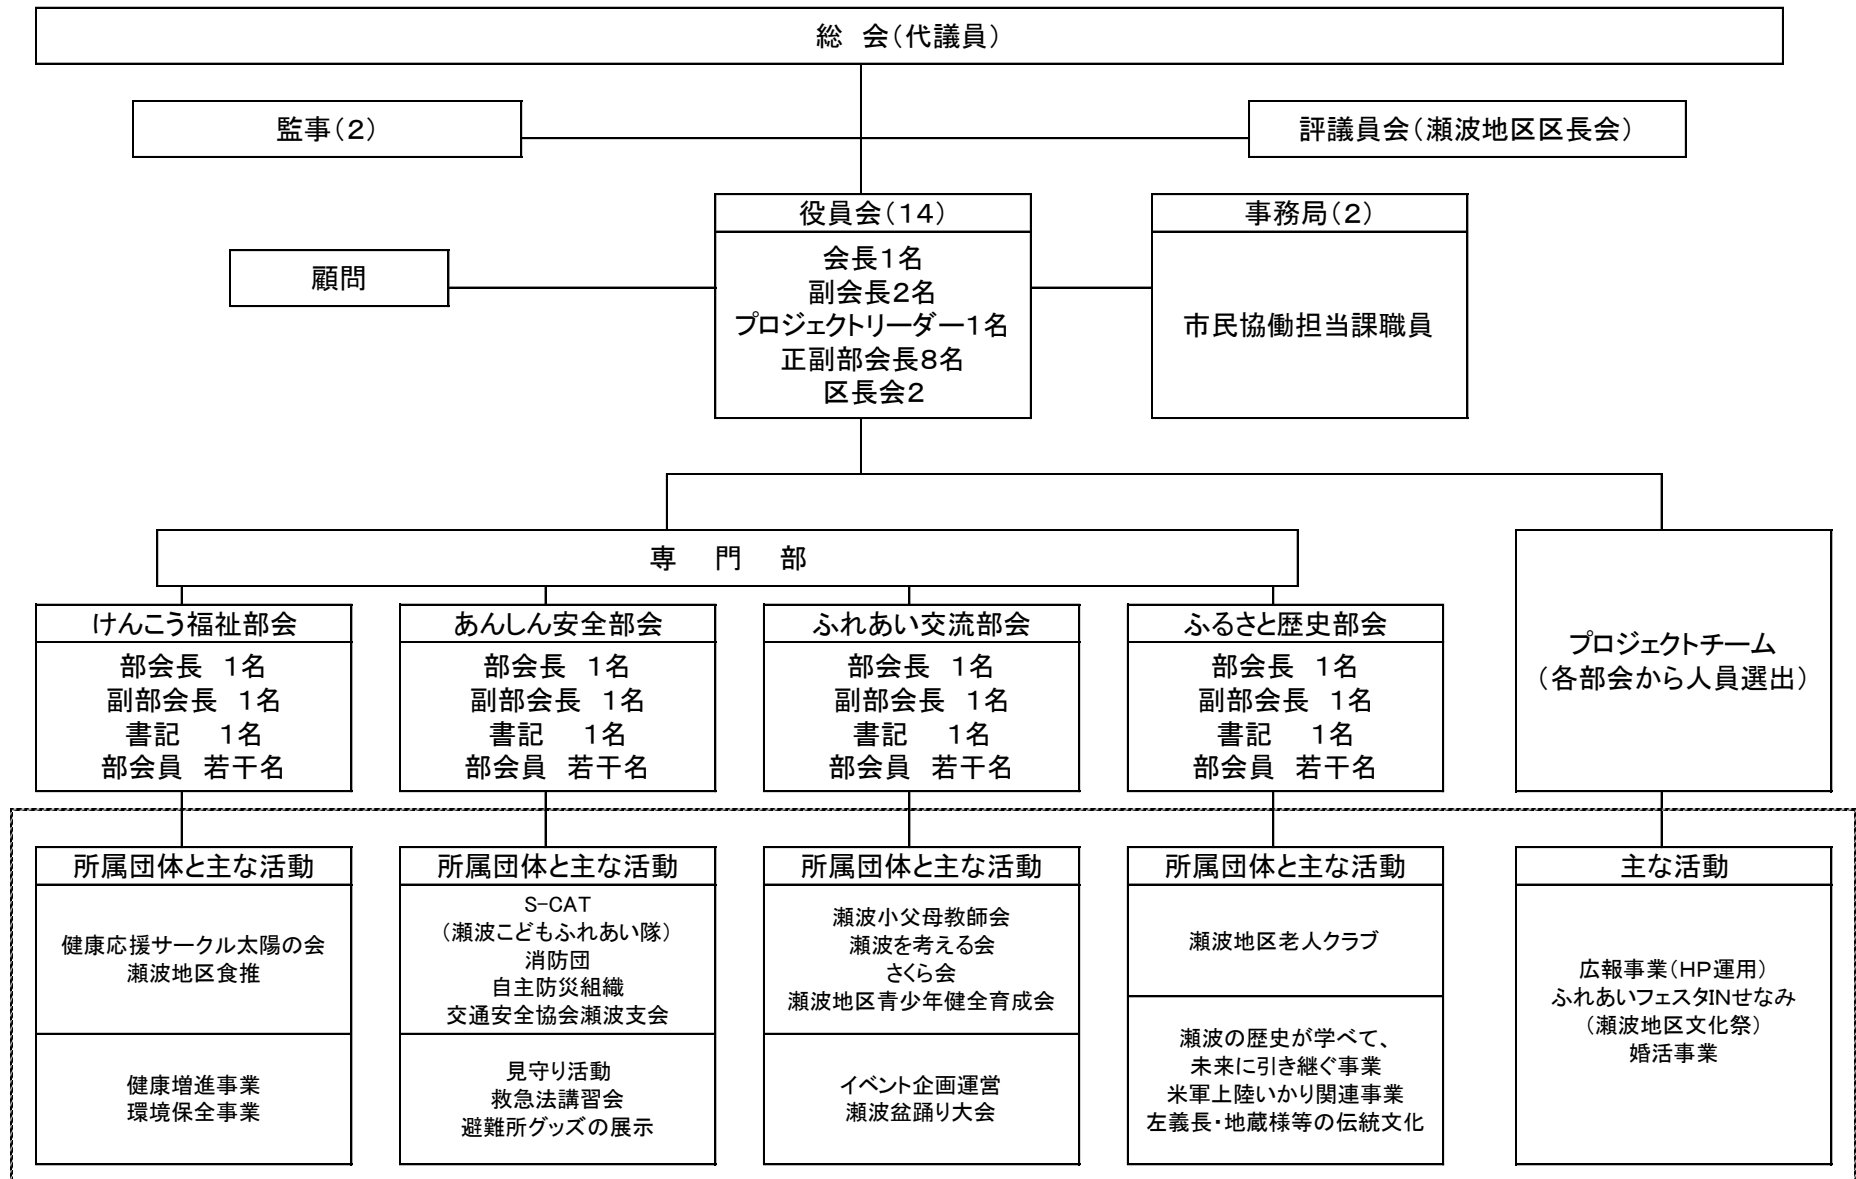 総　会（代議員）
監事（２）
評議員会（瀬波地区区長会）
役員会（１４）
会長１名
副会長２名
プロジェクトリーダー１名
正副部会長８名
区長会２
事務局（２）
市民協働担当課職員
顧問
専　門　部
けんこう福祉部会
部会長　１名
副部会長　１名
書記　１名
部会員　若干名
あんしん安全部会
部会長　１名
副部会長　１名
書記　１名
部会員　若干名
ふれあい交流部会
部会長　１名
副部会長　１名
書記　１名
部会員　若干名
ふるさと歴史部会
部会長　１名
副部会長　１名
書記　１名
部会員　若干名
プロジェクトチーム
（各部会から人員選出）
所属団体と主な活動
健康応援サークル太陽の会
瀬波地区食推
健康増進事業
環境保全事業
所属団体と主な活動
S-CAT
（瀬波こどもふれあい隊）
消防団
自主防災組織
交通安全協会瀬波支会
見守り活動
救急法講習会
避難所グッズの展示
所属団体と主な活動
瀬波小父母教師会
瀬波を考える会
さくら会
瀬波地区青少年健全育成会
イベント企画運営
瀬波盆踊り大会
所属団体と主な活動
瀬波地区老人クラブ
瀬波の歴史が学べて、
未来に引き継ぐ事業
米軍上陸いかり関連事業
左義長・地蔵様等の伝統文化
主な活動
広報事業（ＨＰ運用）
ふれあいフェスタINせなみ
（瀬波地区文化祭）
婚活事業